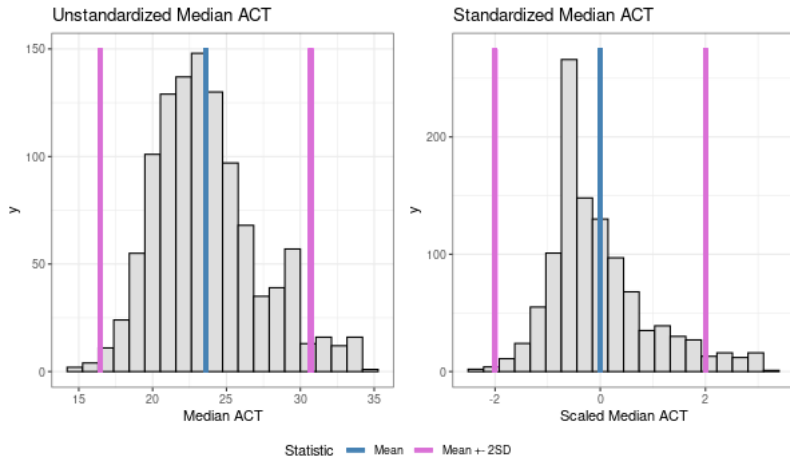 Unstandardized Median ACT
150
100
50
0
y
15 20 25 30 35
Median ACT
Standardized Median ACT
200
100
0
y
-2 0 2
Scaled Median ACT
Statistic Mean Mean +- 2SD